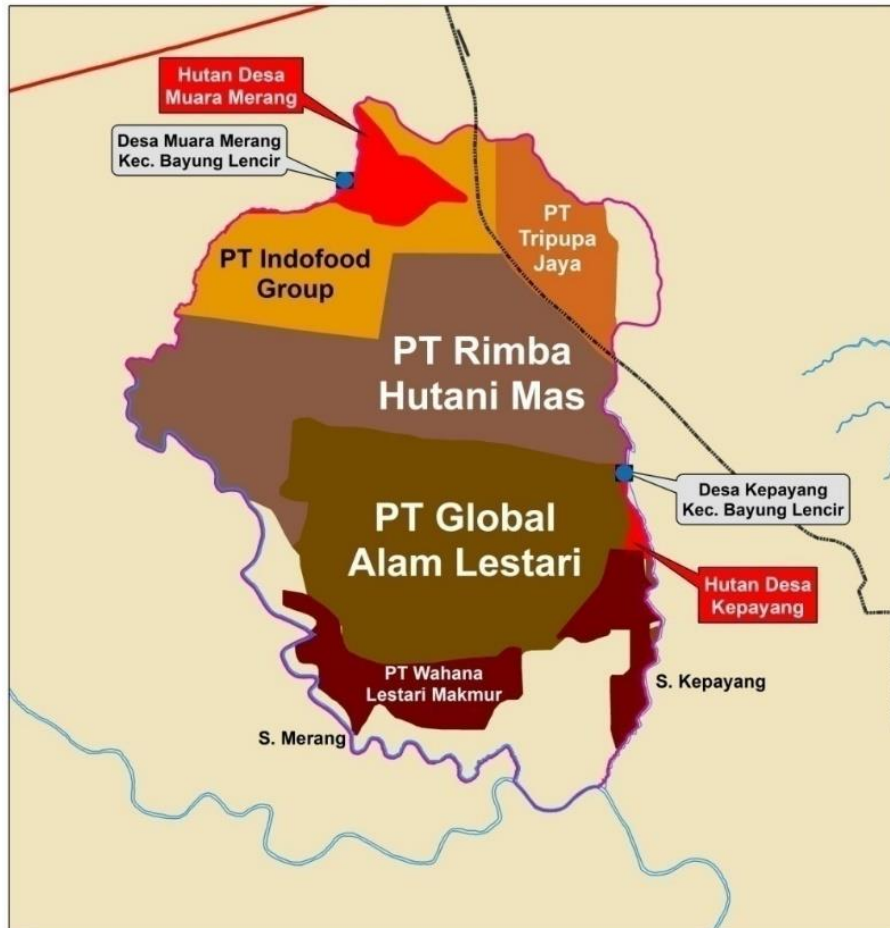 Hutan Desa
Muara Merang
Desa Muara Merang
Kec. Bayung Lencir
PT
Tripupa
Jaya
PT Indofood
Group
PT Rimba
Hutani Mas
Desa Kepayang
Kec. Bayung Lencir
PT Global
Alam Lestari
Hutan Desa
Kepayang
PT Wahana
Lestari Makmur
S. Kepayang
S. Merang